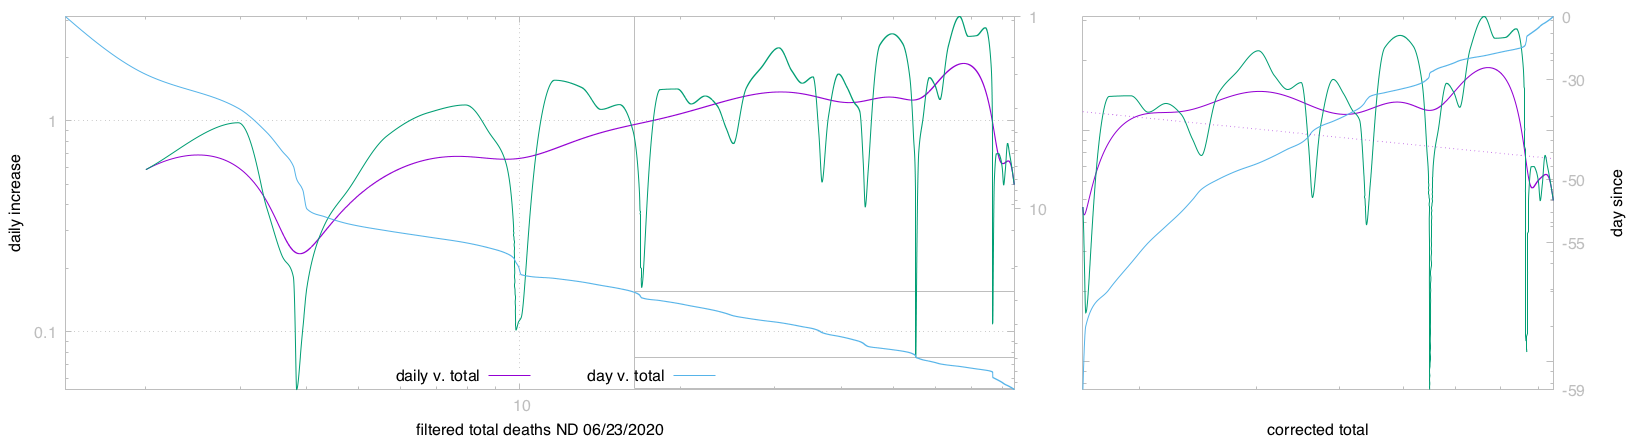 1
0
-30
1
daily increase
-50
10
day since
-55
0.1
daily v. total
day v. total
-59
10
filtered total deaths ND 06/23/2020
corrected total